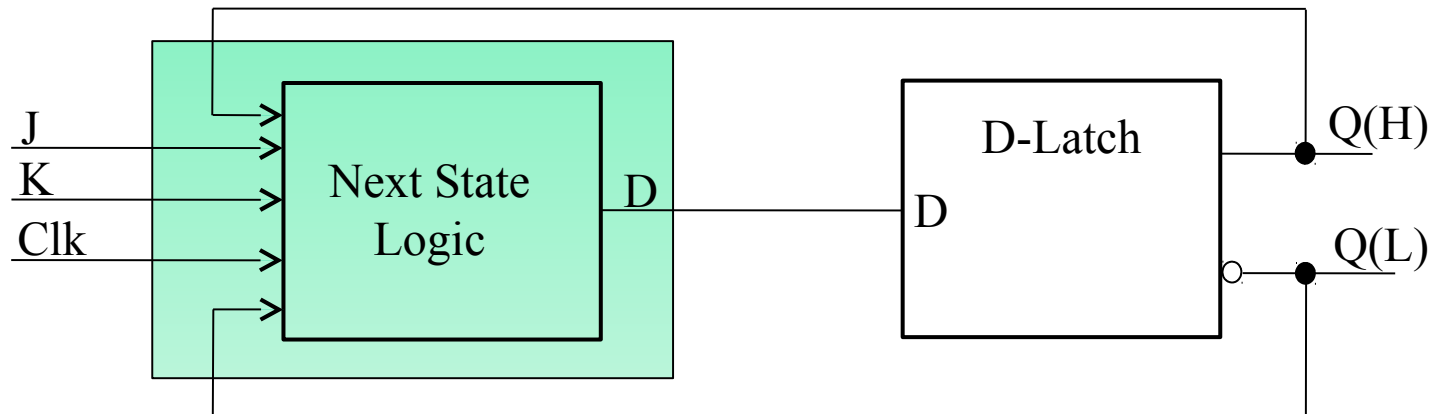 J
K
Clk
Next State
Logic
D
D-Latch
D
Q(H)
Q(L)